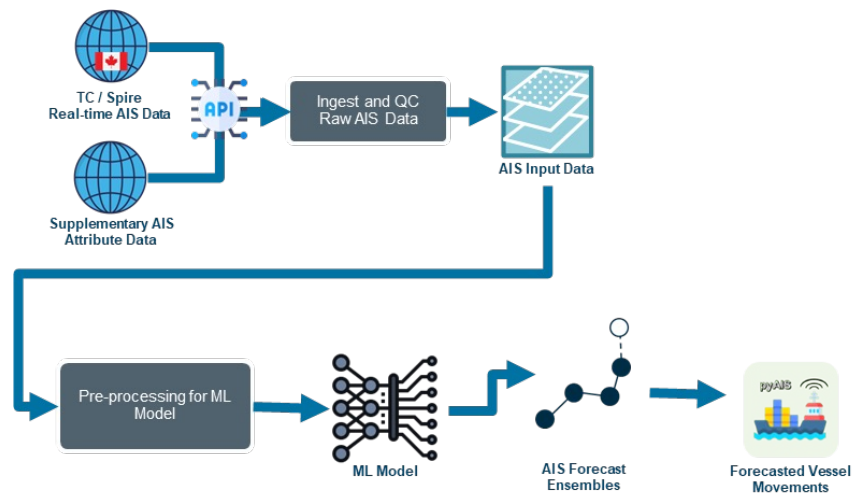 TC / Spire
Real-time AIS Data
API
Ingest and QC
Raw AIS Data
AIS Input Data
Supplementary AIS
Attribute Data
Pre-processing for ML
Model
ML Model
AIS Forecast
Ensembles
pyAIS
Forecasted Vessel
Movements